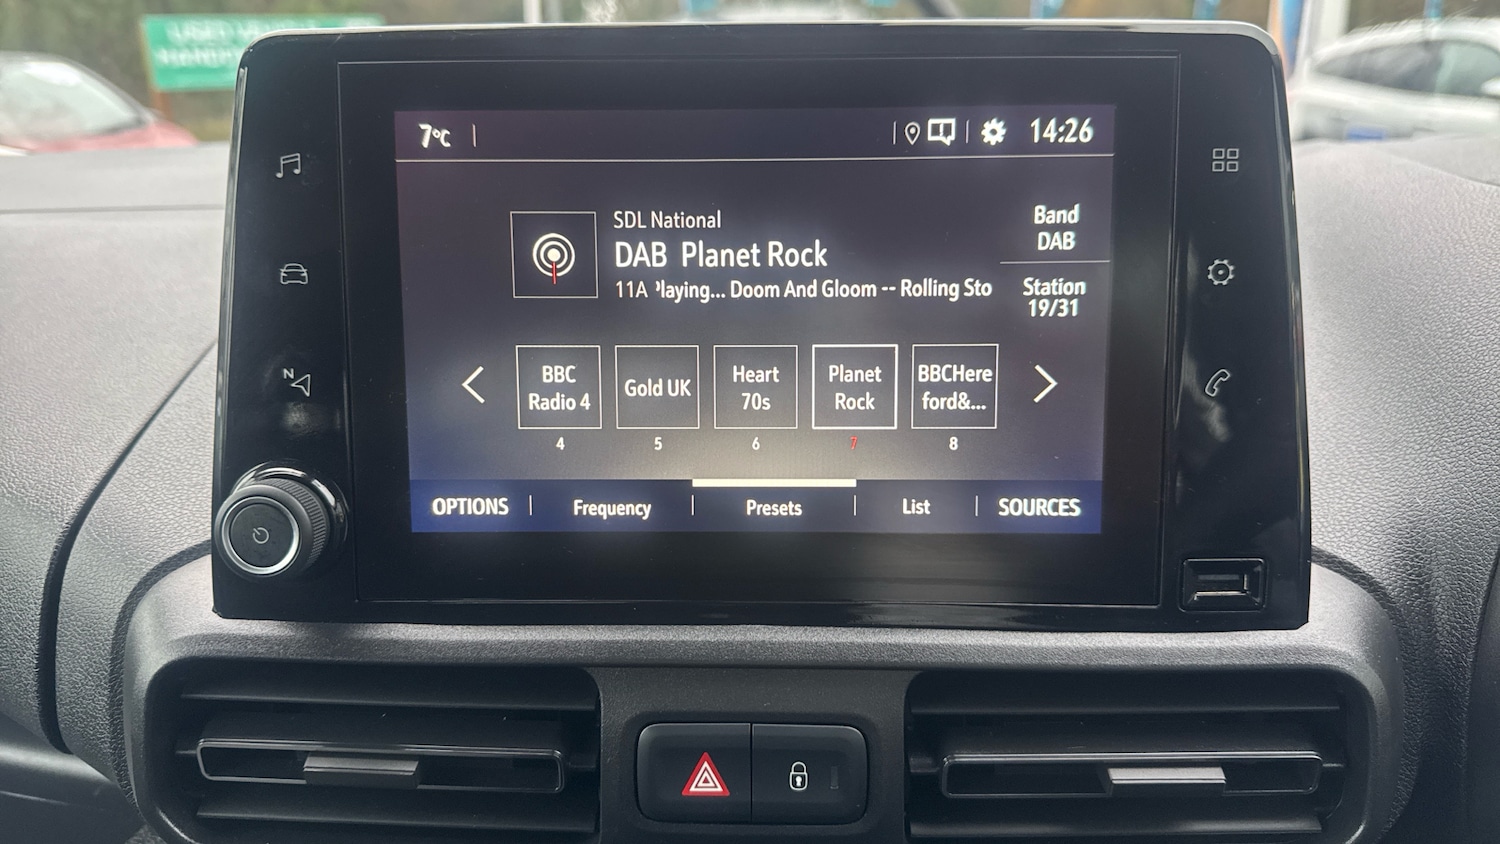 USED
7°C
14:26
SDL National
DAB Planet Rock
11A Playing... Doom And Gloom -- Rolling Sto
Band
DAB
Station
19/31
BBC
Radio 4
Gold UK
Heart
70s
Planet
Rock
BBCHere
ford&...
4
5
6
7
8
OPTIONS
Frequency
Presets
List
SOURCES
N